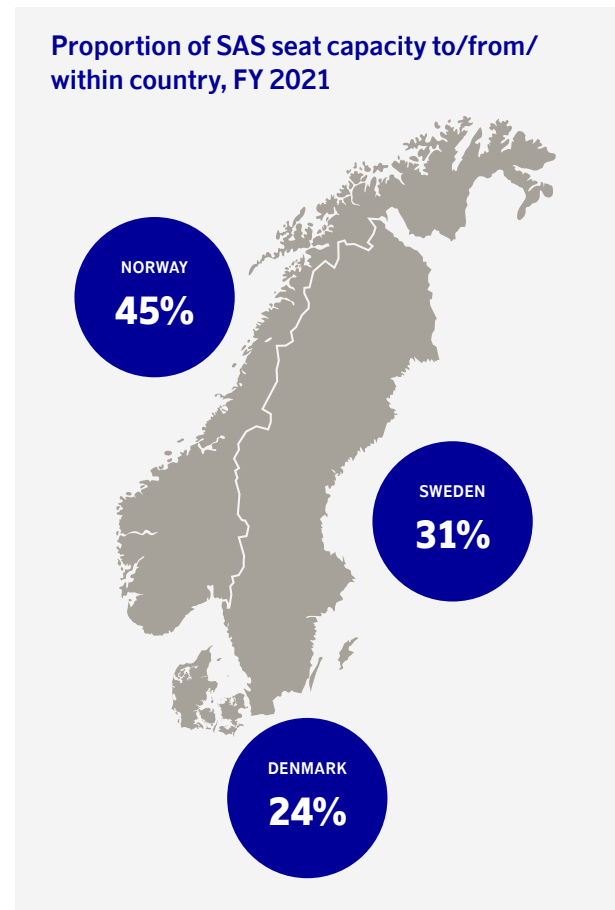 Proportion of SAS seat capacity to/from/
within country, FY 2021
NORWAY
45%
SWEDEN
31%
DENMARK
24%